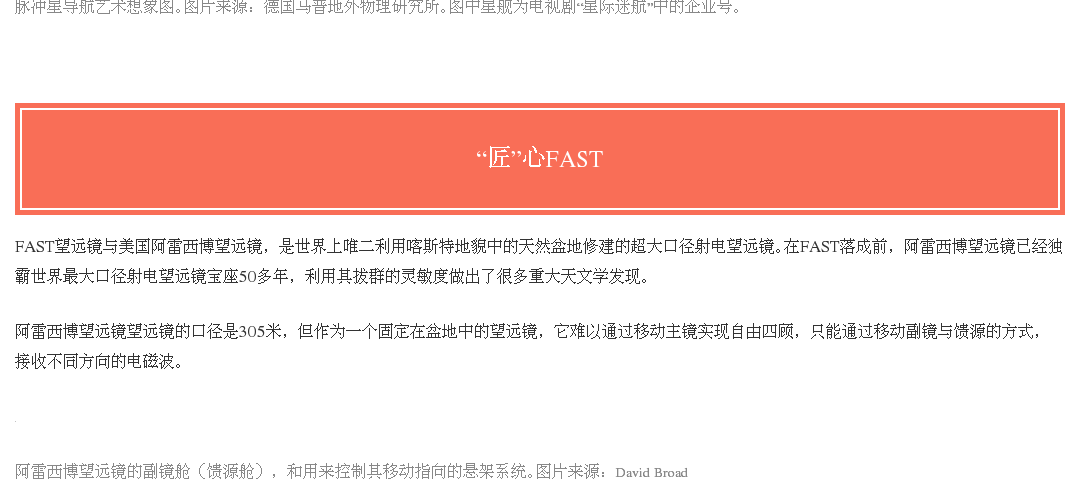 脉冲星导航艺术想象图。图片来源：德国马普地外物理研究所。图中星舰为电视剧“星际迷航”中的企业号。
“匠”心FAST
FAST望远镜与美国阿雷西博望远镜，是世界上唯二利用喀斯特地貌中的天然盆地修建的超大口径射电望远镜。在FAST落成前，阿雷西博望远镜已经独
霸世界最大口径射电望远镜宝座50多年，利用其拔群的灵敏度做出了很多重大天文学发现。
阿雷西博望远镜望远镜的口径是305米，但作为一个固定在盆地中的望远镜，它难以通过移动主镜实现自由四顾，只能通过移动副镜与馈源的方式，
接收不同方向的电磁波。
阿雷西博望远镜的副镜舱（馈源舱），和用来控制其移动指向的悬架系统。图片来源：David Broad